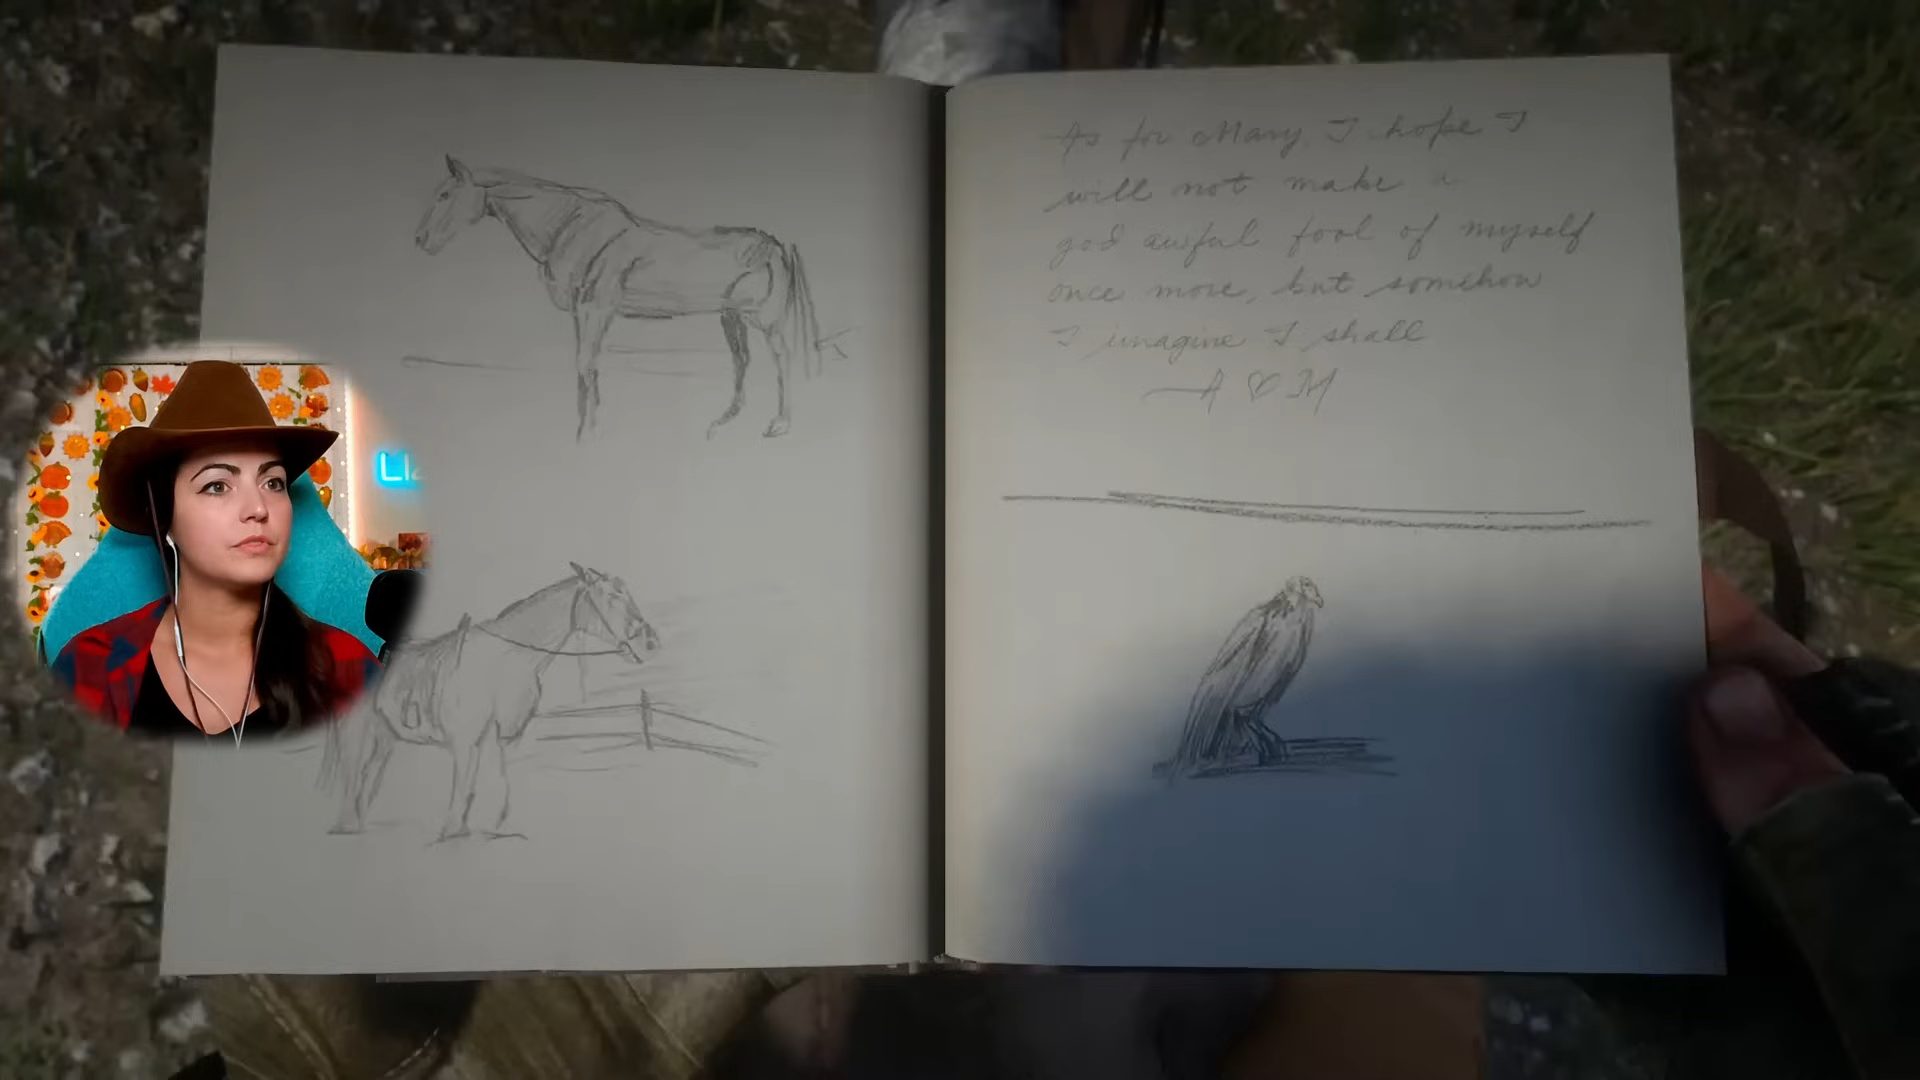 As for Mary, I hope I
will not make a
god awful fool of myself
once more, but somehow
I imagine I shall
—A ♡ M